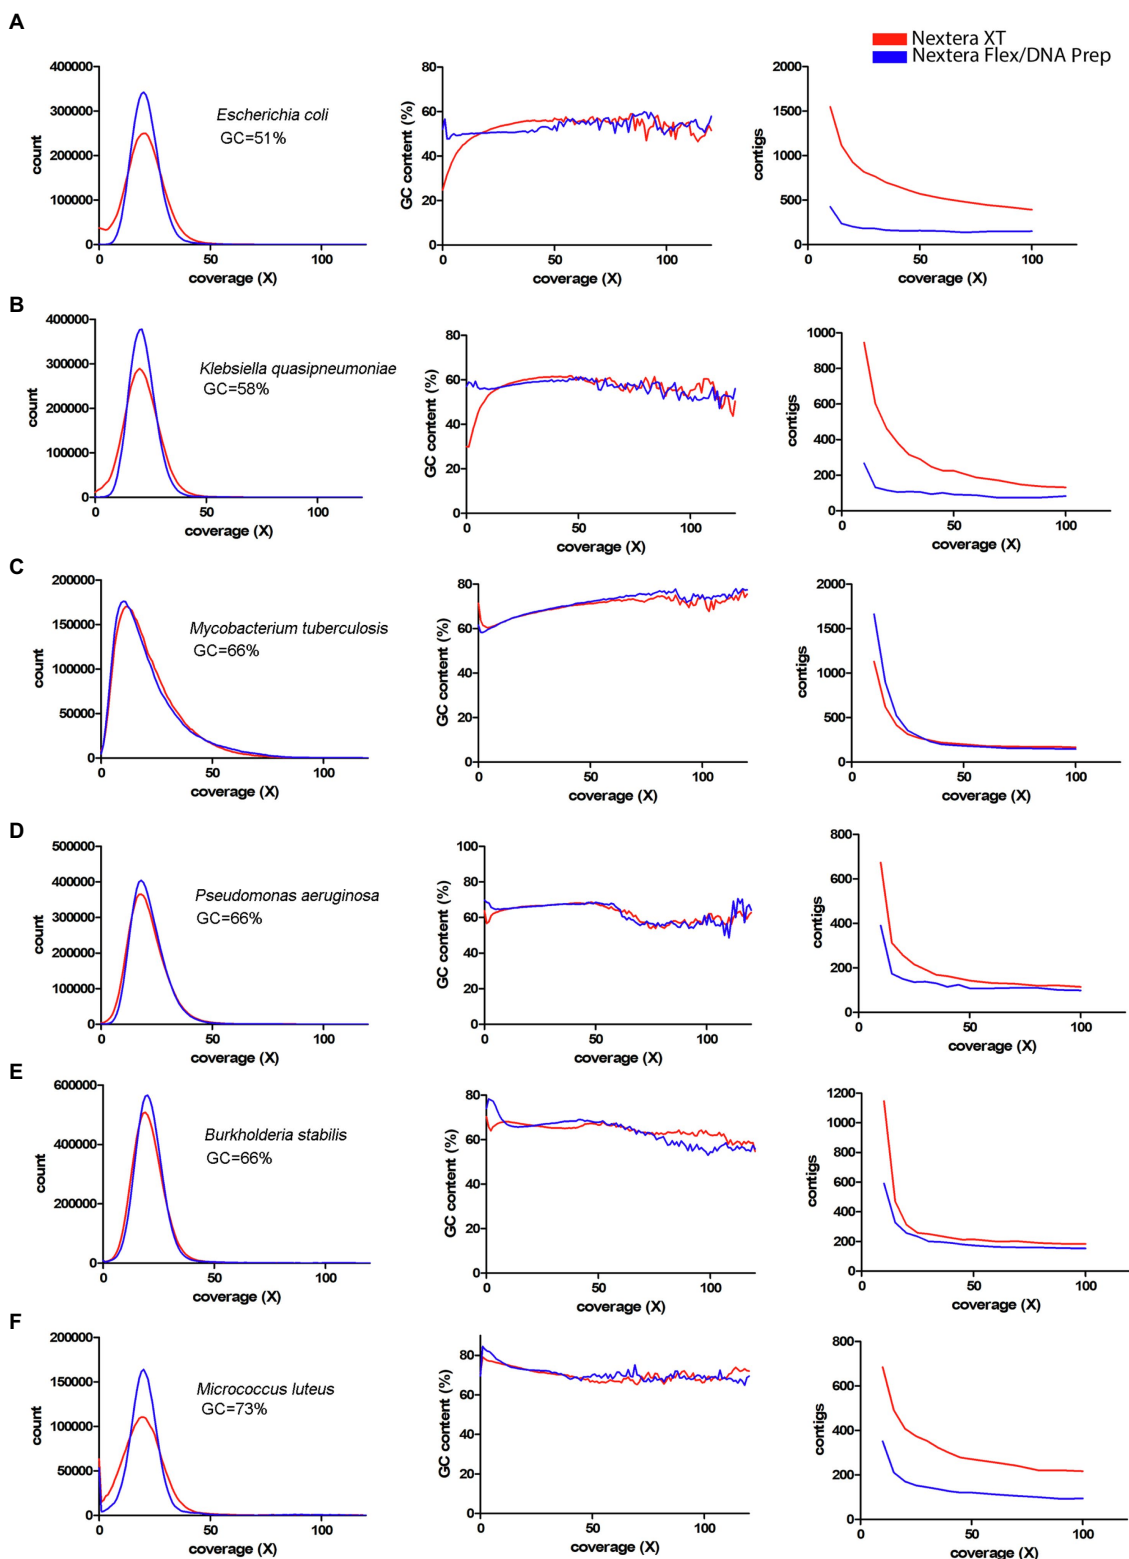 A
Nextera XT
Nextera Flex/DNA Prep
400000
300000
200000
100000
0
count
0
50
100
coverage (X)
Escherichia coli
GC=51%
80
60
40
20
0
GC content (%)
0
50
100
coverage (X)
2000
1500
1000
500
0
contigs
0
50
100
coverage (X)
B
400000
300000
200000
100000
0
count
0
50
100
coverage (X)
Klebsiella quasipneumoniae
GC=58%
80
60
40
20
0
GC content (%)
0
50
100
coverage (X)
1000
800
600
400
200
0
contigs
0
50
100
coverage (X)
C
200000
150000
100000
50000
0
count
0
50
100
coverage (X)
Mycobacterium tuberculosis
GC=66%
80
60
40
20
0
GC content (%)
0
50
100
coverage (X)
2000
1500
1000
500
0
contigs
0
50
100
coverage (X)
D
500000
400000
300000
200000
100000
0
count
0
50
100
coverage (X)
Pseudomonas aeruginosa
GC=66%
100
80
60
40
20
0
GC content (%)
0
50
100
coverage (X)
800
600
400
200
0
contigs
0
50
100
coverage (X)
E
600000
400000
200000
0
count
0
50
100
coverage (X)
Burkholderia stabilis
GC=66%
80
60
40
20
0
GC content (%)
0
50
100
coverage (X)
1200
1000
800
600
400
200
0
contigs
0
50
100
coverage (X)
F
200000
150000
100000
50000
0
count
0
50
100
coverage (X)
Micrococcus luteus
GC=73%
80
60
40
20
0
GC content (%)
0
50
100
coverage (X)
800
600
400
200
0
contigs
0
50
100
coverage (X)